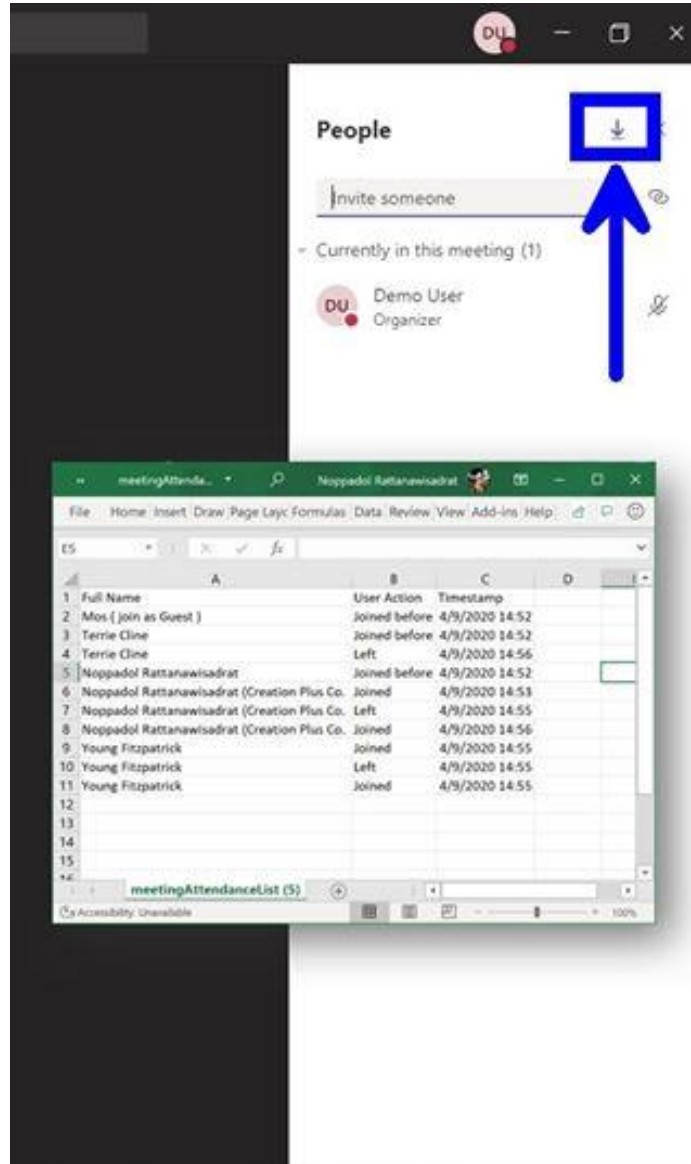 DU
People
Invite someone
Currently in this meeting (1)
DU
Demo User
Organizer
meetingAttenda...
Noppadol Rattanawisadrat
File Home Insert Draw Page Layc Formulas Data Review View Add-ins Help
E5 fx
A B C D
1 Full Name User Action Timestamp
2 Mos ( join as Guest ) Joined before 4/9/2020 14:52
3 Terrie Cline Joined before 4/9/2020 14:52
4 Terrie Cline Left 4/9/2020 14:56
5 Noppadol Rattanawisadrat Joined before 4/9/2020 14:52
6 Noppadol Rattanawisadrat (Creation Plus Co. Joined 4/9/2020 14:53
7 Noppadol Rattanawisadrat (Creation Plus Co. Left 4/9/2020 14:55
8 Noppadol Rattanawisadrat (Creation Plus Co. Joined 4/9/2020 14:56
9 Young Fitzpatrick Joined 4/9/2020 14:55
10 Young Fitzpatrick Left 4/9/2020 14:55
11 Young Fitzpatrick Joined 4/9/2020 14:55
12
13
14
15
meetingAttendanceList (5)
Accessibility: Unavailable 100%